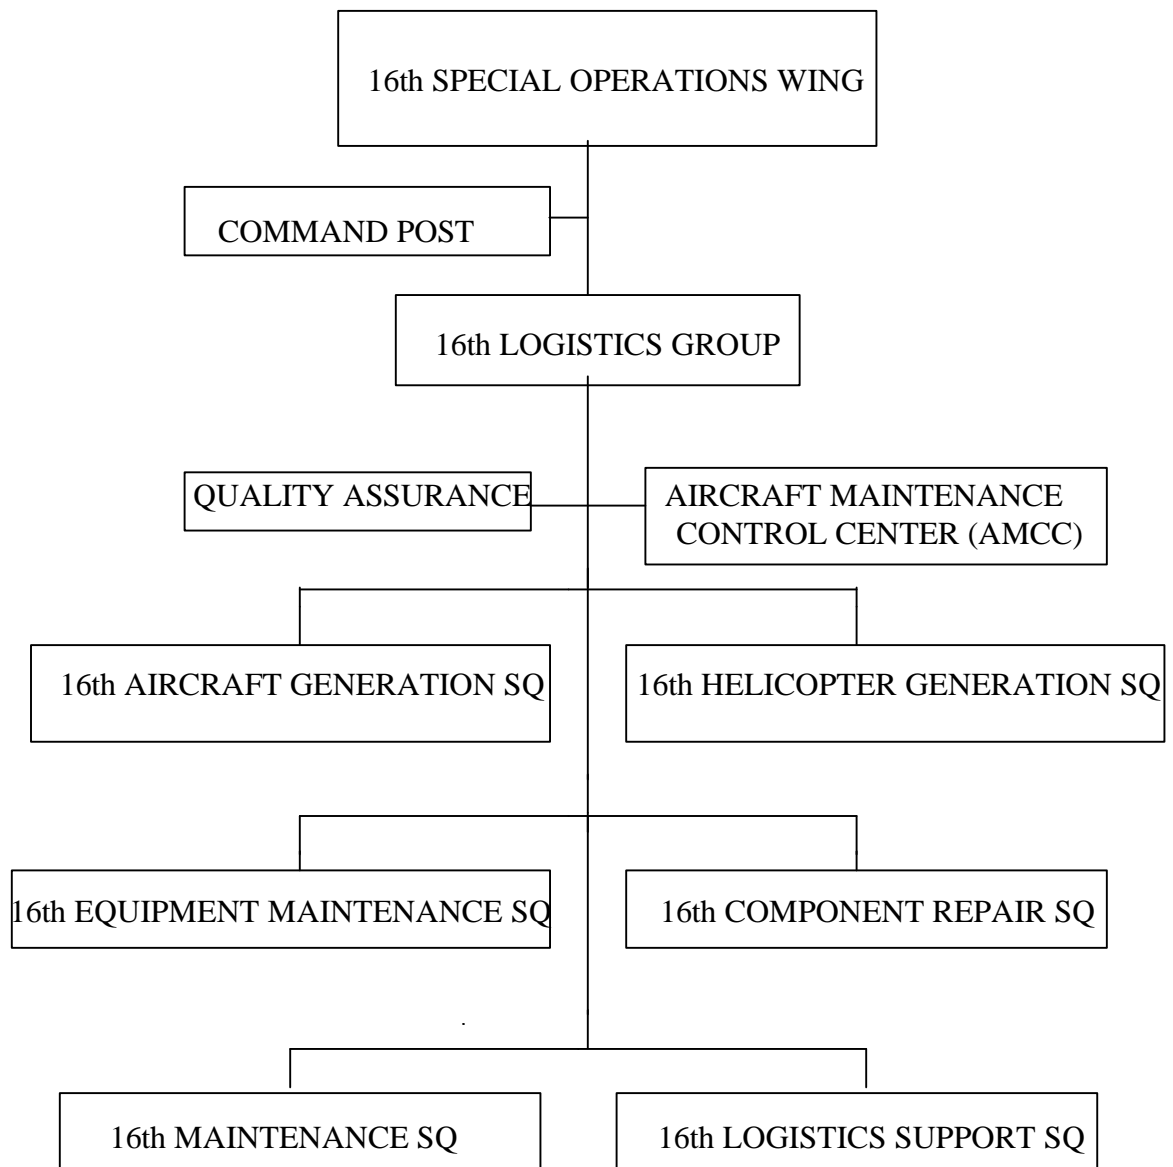 16th SPECIAL OPERATIONS WING
COMMAND POST
16th LOGISTICS GROUP
QUALITY ASSURANCE
AIRCRAFT MAINTENANCE
CONTROL CENTER (AMCC)
16th AIRCRAFT GENERATION SQ
16th HELICOPTER GENERATION SQ
16th EQUIPMENT MAINTENANCE SQ
16th COMPONENT REPAIR SQ
16th MAINTENANCE SQ
16th LOGISTICS SUPPORT SQ